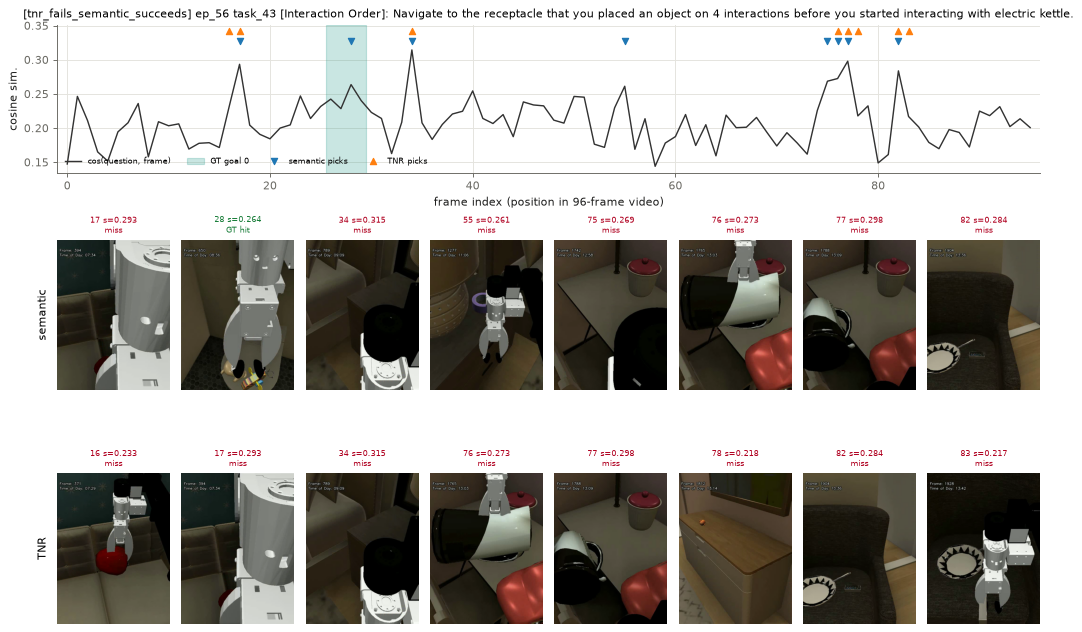 [tnr_fails_semantic_succeeds] ep_56 task_43 [Interaction Order]: Navigate to the receptacle that you placed an object on 4 interactions before you started interacting with electric kettle.
0.35
0.30
0.25
0.20
0.15
cosine sim.
cos(question, frame)
GT goal 0
semantic picks
TNR picks
0
20
40
60
80
frame index (position in 96-frame video)
17 s=0.293
miss
28 s=0.264
GT hit
34 s=0.315
miss
55 s=0.261
miss
75 s=0.269
miss
76 s=0.273
miss
77 s=0.298
miss
82 s=0.284
miss
semantic
16 s=0.233
miss
17 s=0.293
miss
34 s=0.315
miss
76 s=0.273
miss
77 s=0.298
miss
78 s=0.218
miss
82 s=0.284
miss
83 s=0.217
miss
TNR